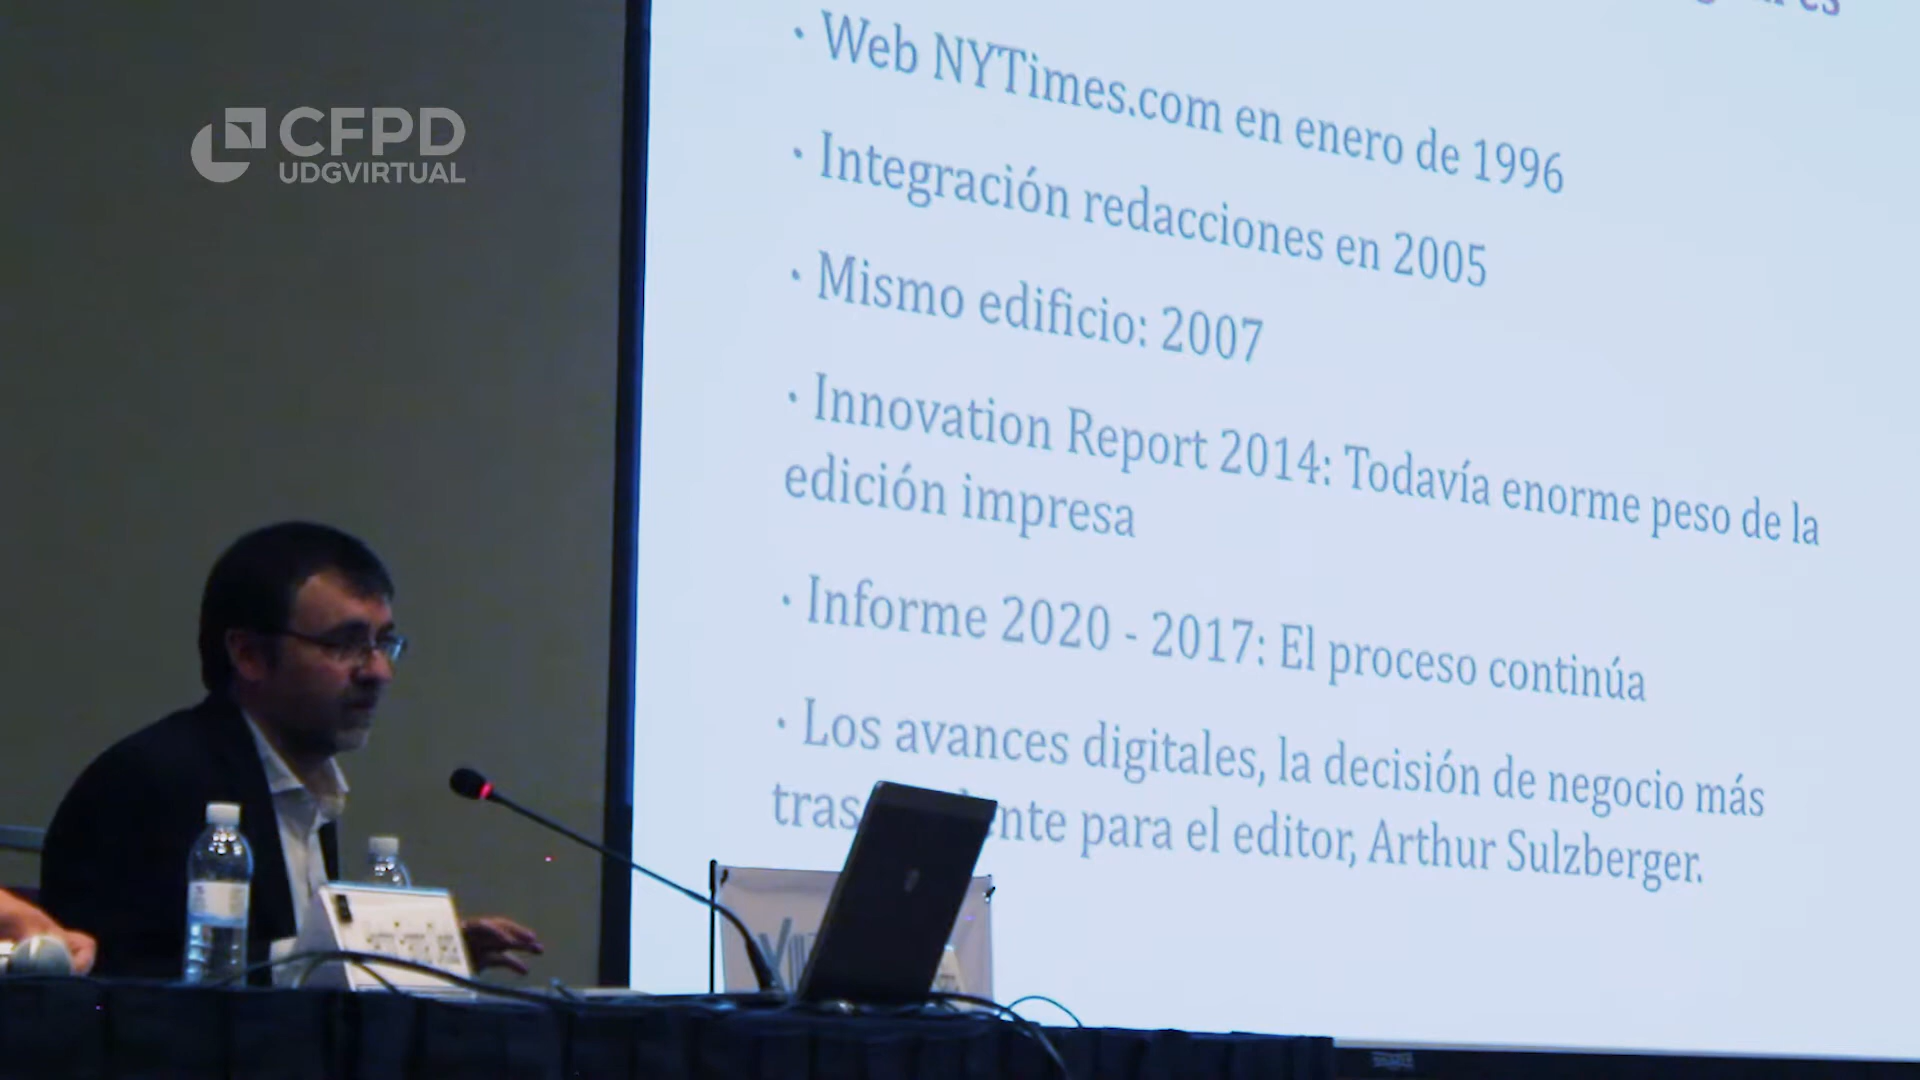 CFPD
UDGVIRTUAL
· Web NYTimes.com en enero de 1996
· Integración redacciones en 2005
· Mismo edificio: 2007
· Innovation Report 2014: Todavía enorme peso de la
edición impresa
· Informe 2020 - 2017: El proceso continúa
· Los avances digitales, la decisión de negocio más
para el editor, Arthur Sulzberger.